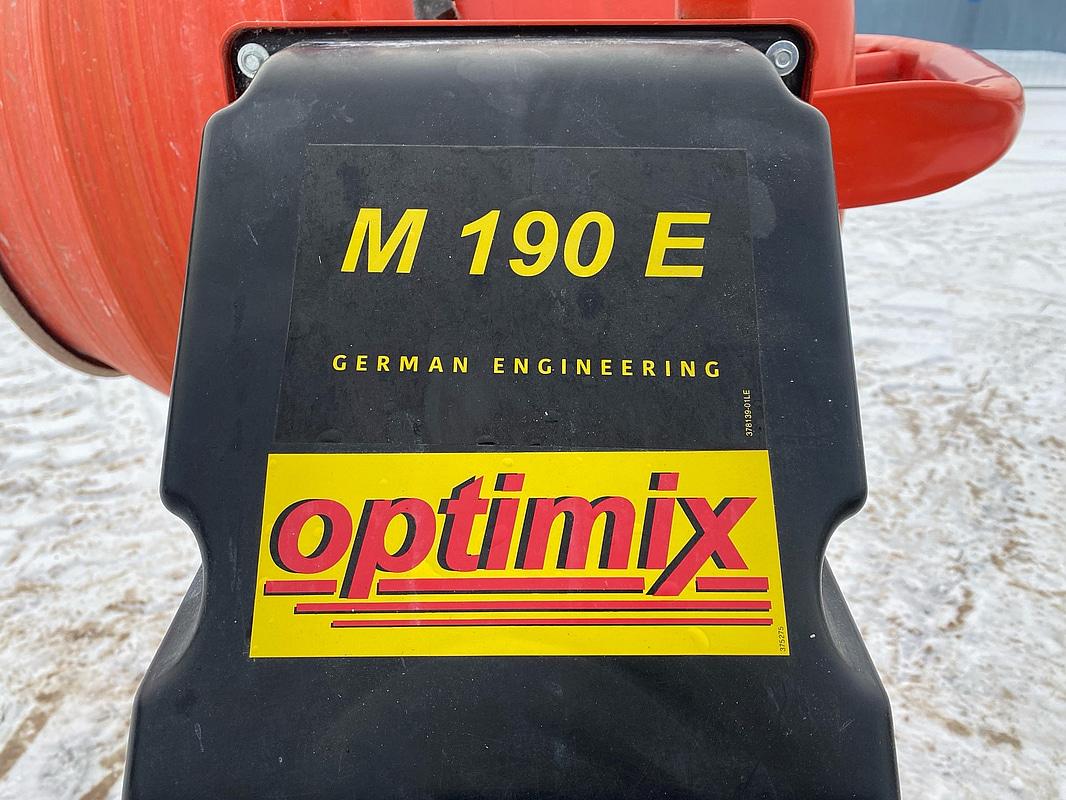 M 190 E
GERMAN ENGINEERING
378139-01LE
optimix
375275